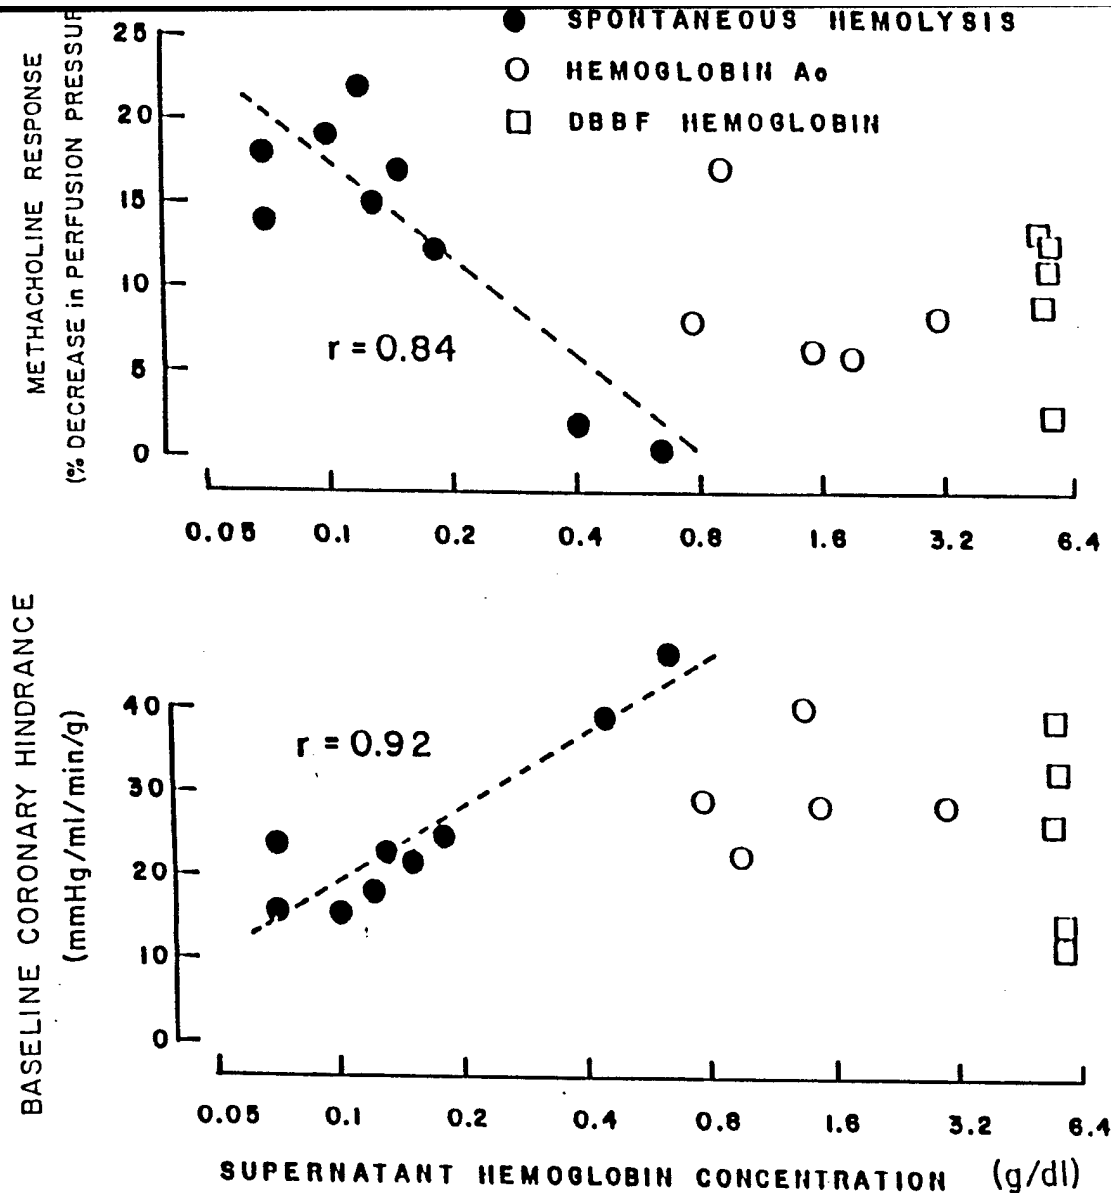 SPONTANEOUS HEMOLYSIS
HEMOGLOBIN Ao
DBBF HEMOGLOBIN
METHACHOLINE RESPONSE
(% DECREASE in PERFUSION PRESSUR
25
20
15
10
5
0
r = 0.84
0.05 0.1 0.2 0.4 0.8 1.6 3.2 6.4
BASELINE CORONARY HINDRANCE
(mmHg/ml/min/g)
40
30
20
10
0
r = 0.92
0.05 0.1 0.2 0.4 0.8 1.6 3.2 6.4
SUPERNATANT HEMOGLOBIN CONCENTRATION (g/dl)